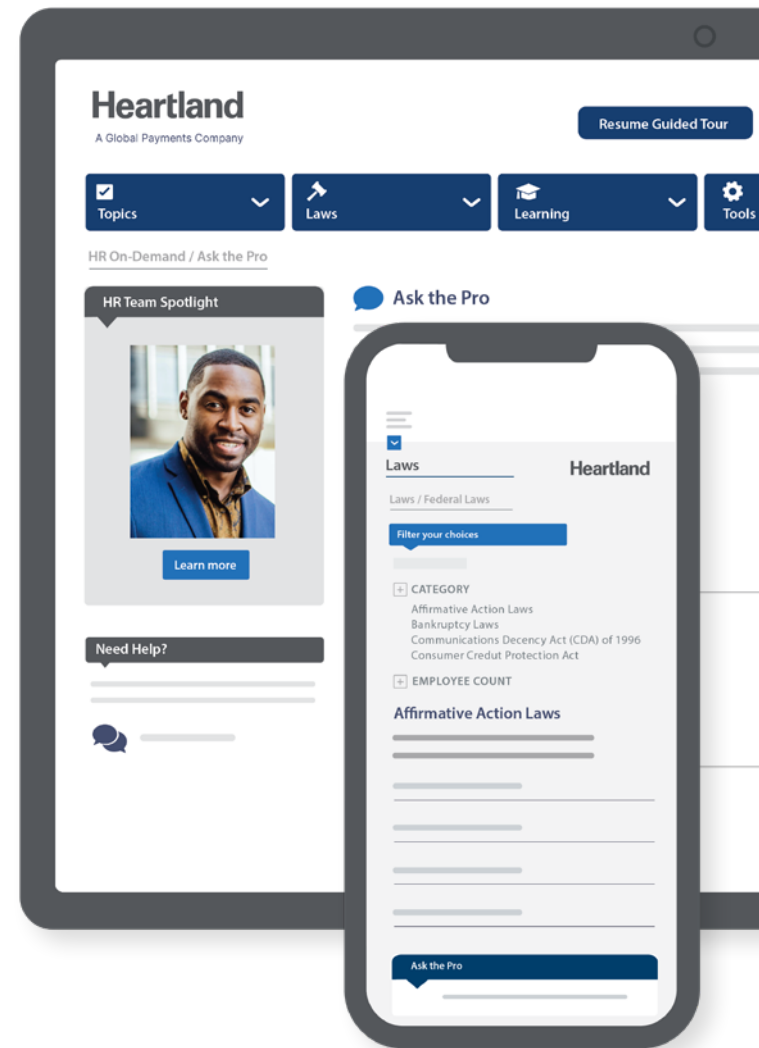 Heartland
A Global Payments Company
Resume Guided Tour
Topics
Laws
Learning
Tools
HR On-Demand / Ask the Pro
HR Team Spotlight
Learn more
Need Help?
Ask the Pro
Laws
Heartland
Laws / Federal Laws
Filter your choices
CATEGORY
Affirmative Action Laws
Bankruptcy Laws
Communications Decency Act (CDA) of 1996
Consumer Credut Protection Act
EMPLOYEE COUNT
Affirmative Action Laws
Ask the Pro